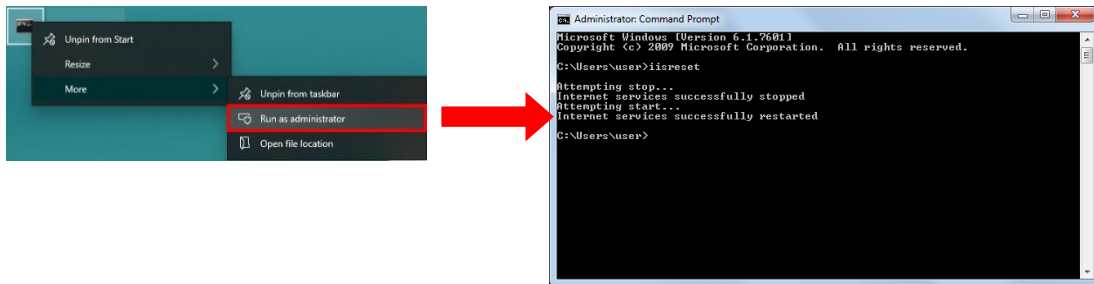 Unpin from Start
Resize
More
Unpin from taskbar
Run as administrator
Open file location
Administrator: Command Prompt
Microsoft Windows [Version 6.1.7601]
Copyright (c) 2009 Microsoft Corporation.  All rights reserved.
C:\Users\user>iisreset
Attempting stop...
Internet services successfully stopped
Attempting start...
Internet services successfully restarted
C:\Users\user>